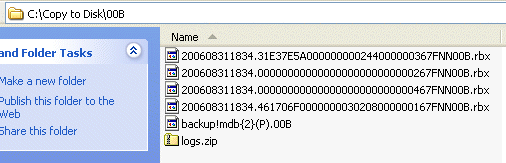 C:\Copy to Disk\00B
Name
and Folder Tasks
200608311834.31E37E5A0000000000244000000367FNN00B.rbx
200608311834.00000000000000000000000000267FNN00B.rbx
200608311834.00000000000000000000000000467FNN00B.rbx
200608311834.461706F0000000030208000000167FNN00B.rbx
backup!mdb{2}(P).00B
logs.zip
Make a new folder
Publish this folder to the
Web
Share this folder